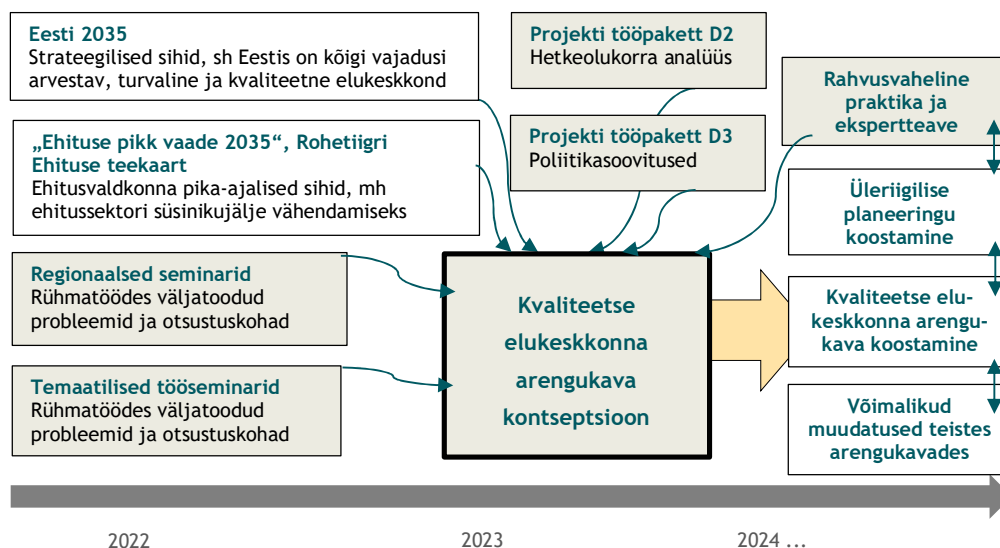 Eesti 2035
Strateegilised sihid, sh Eestis on kõigi vajadusi
arvestav, turvaline ja kvaliteetne elukeskkond
Projekti tööpakett D2
Hetkeolukorra analüüs
Rahvusvaheline
praktika ja
ekspertteave
„Ehituse pikk vaade 2035“, Rohetiigri
Ehituse teekaart
Ehitusvaldkonna pika-ajalised sihid, mh
ehitussektori süsinikujälje vähendamiseks
Projekti tööpakett D3
Poliitikasoovitused
Üleriigilise
planeeringu
koostamine
Regionaalsed seminarid
Rühmatöödes väljatoodud
probleemid ja otsustuskohad
Kvaliteetse
elukeskkonna
arengukava
kontseptsioon
Kvaliteetse elu-
keskkonna arengu-
kava koostamine
Temaatilised tööseminarid
Rühmatöödes väljatoodud
probleemid ja otsustuskohad
Võimalikud
muudatused teistes
arengukavades
2022
2023
2024 ...